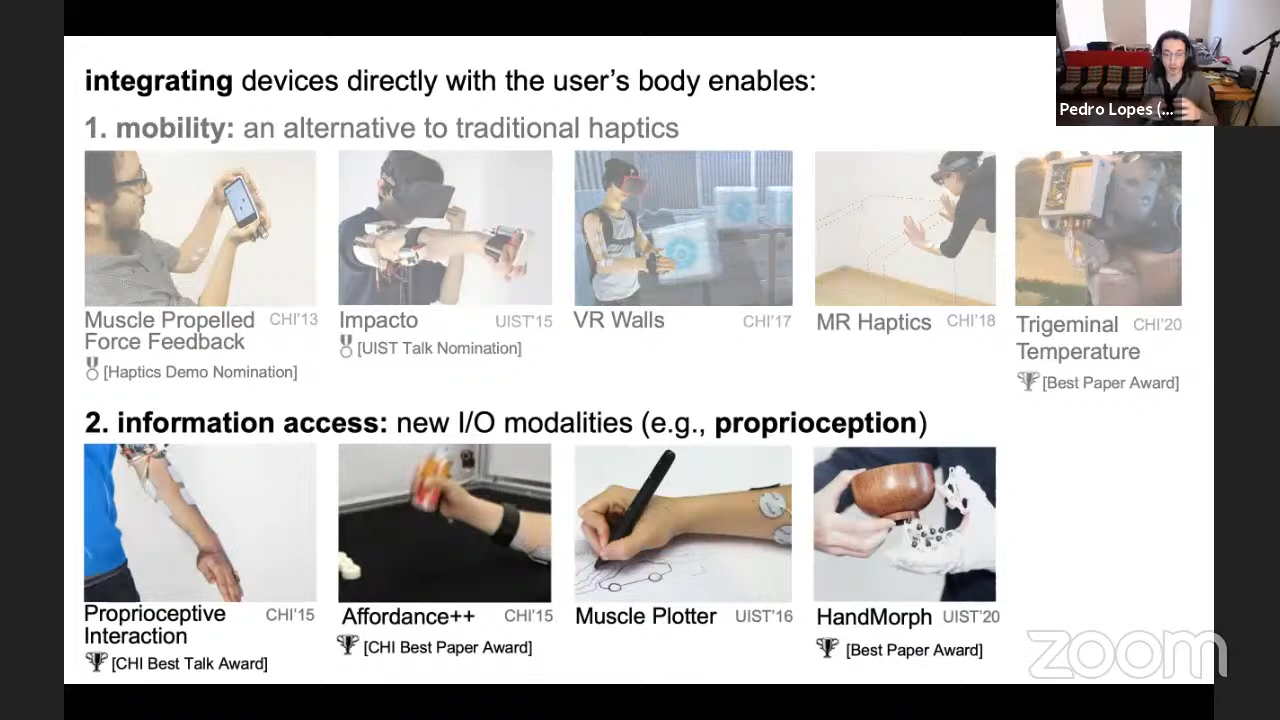 integrating devices directly with the user's body enables:
1. mobility: an alternative to traditional haptics
Muscle Propelled
Force Feedback
CHI'13
[Haptics Demo Nomination]
Impacto
UIST'15
[UIST Talk Nomination]
VR Walls
CHI'17
MR Haptics
CHI'18
Trigeminal
Temperature
CHI'20
[Best Paper Award]
2. information access: new I/O modalities (e.g., proprioception)
Proprioceptive
Interaction
CHI'15
[CHI Best Talk Award]
Affordance++
CHI'15
[CHI Best Paper Award]
Muscle Plotter
UIST'16
HandMorph
UIST'20
[Best Paper Award]
Pedro Lopes (...
zoom